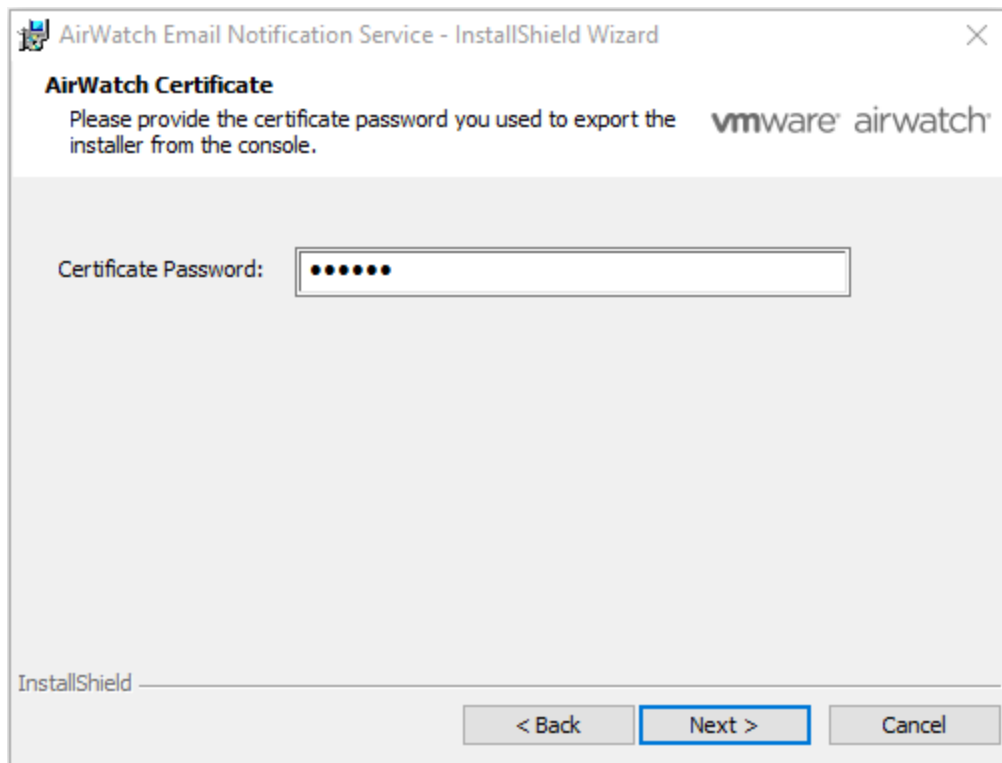 AirWatch Email Notification Service - InstallShield Wizard
AirWatch Certificate
Please provide the certificate password you used to export the
installer from the console.
vmware airwatch
Certificate Password:
••••••
InstallShield
< Back
Next >
Cancel